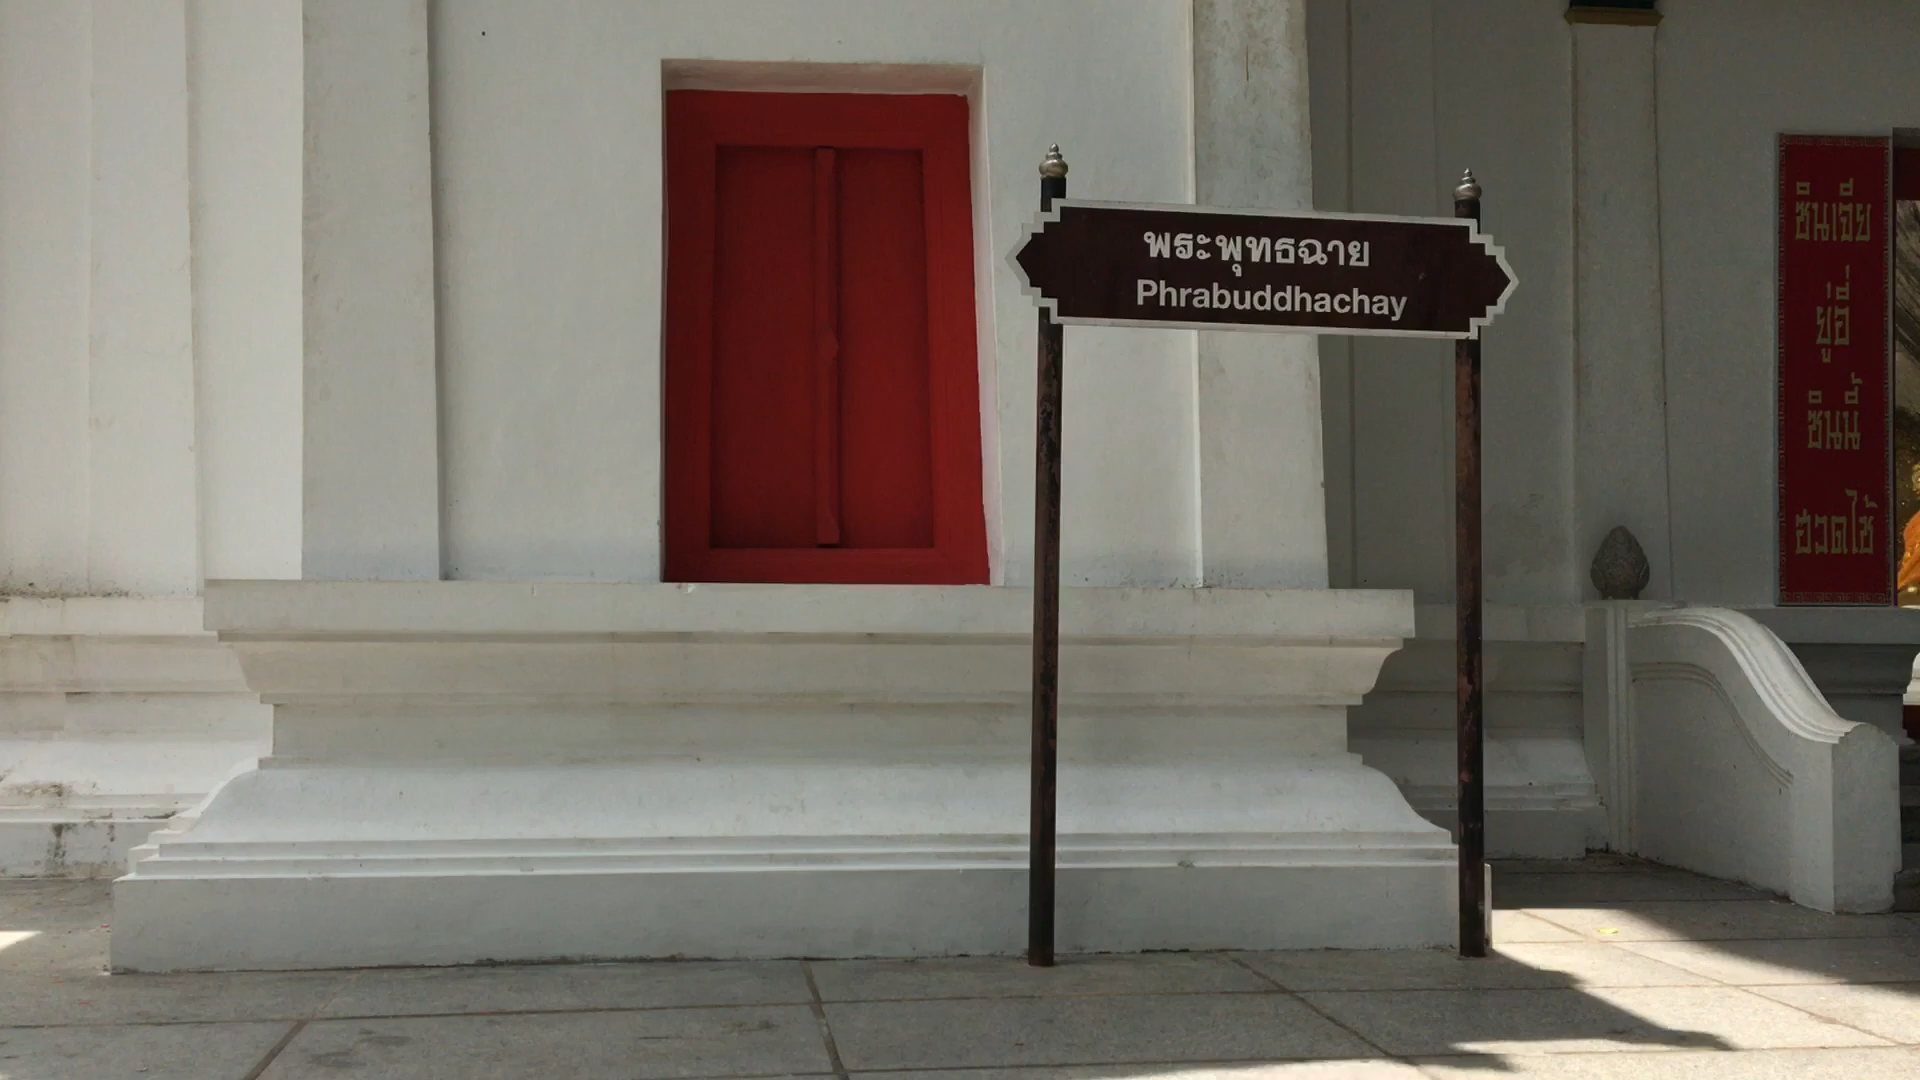 พระพุทธฉาย
Phrabuddhachay
ซินเจีย
ยู่อี่
ซินนี้
ฮวดไช้